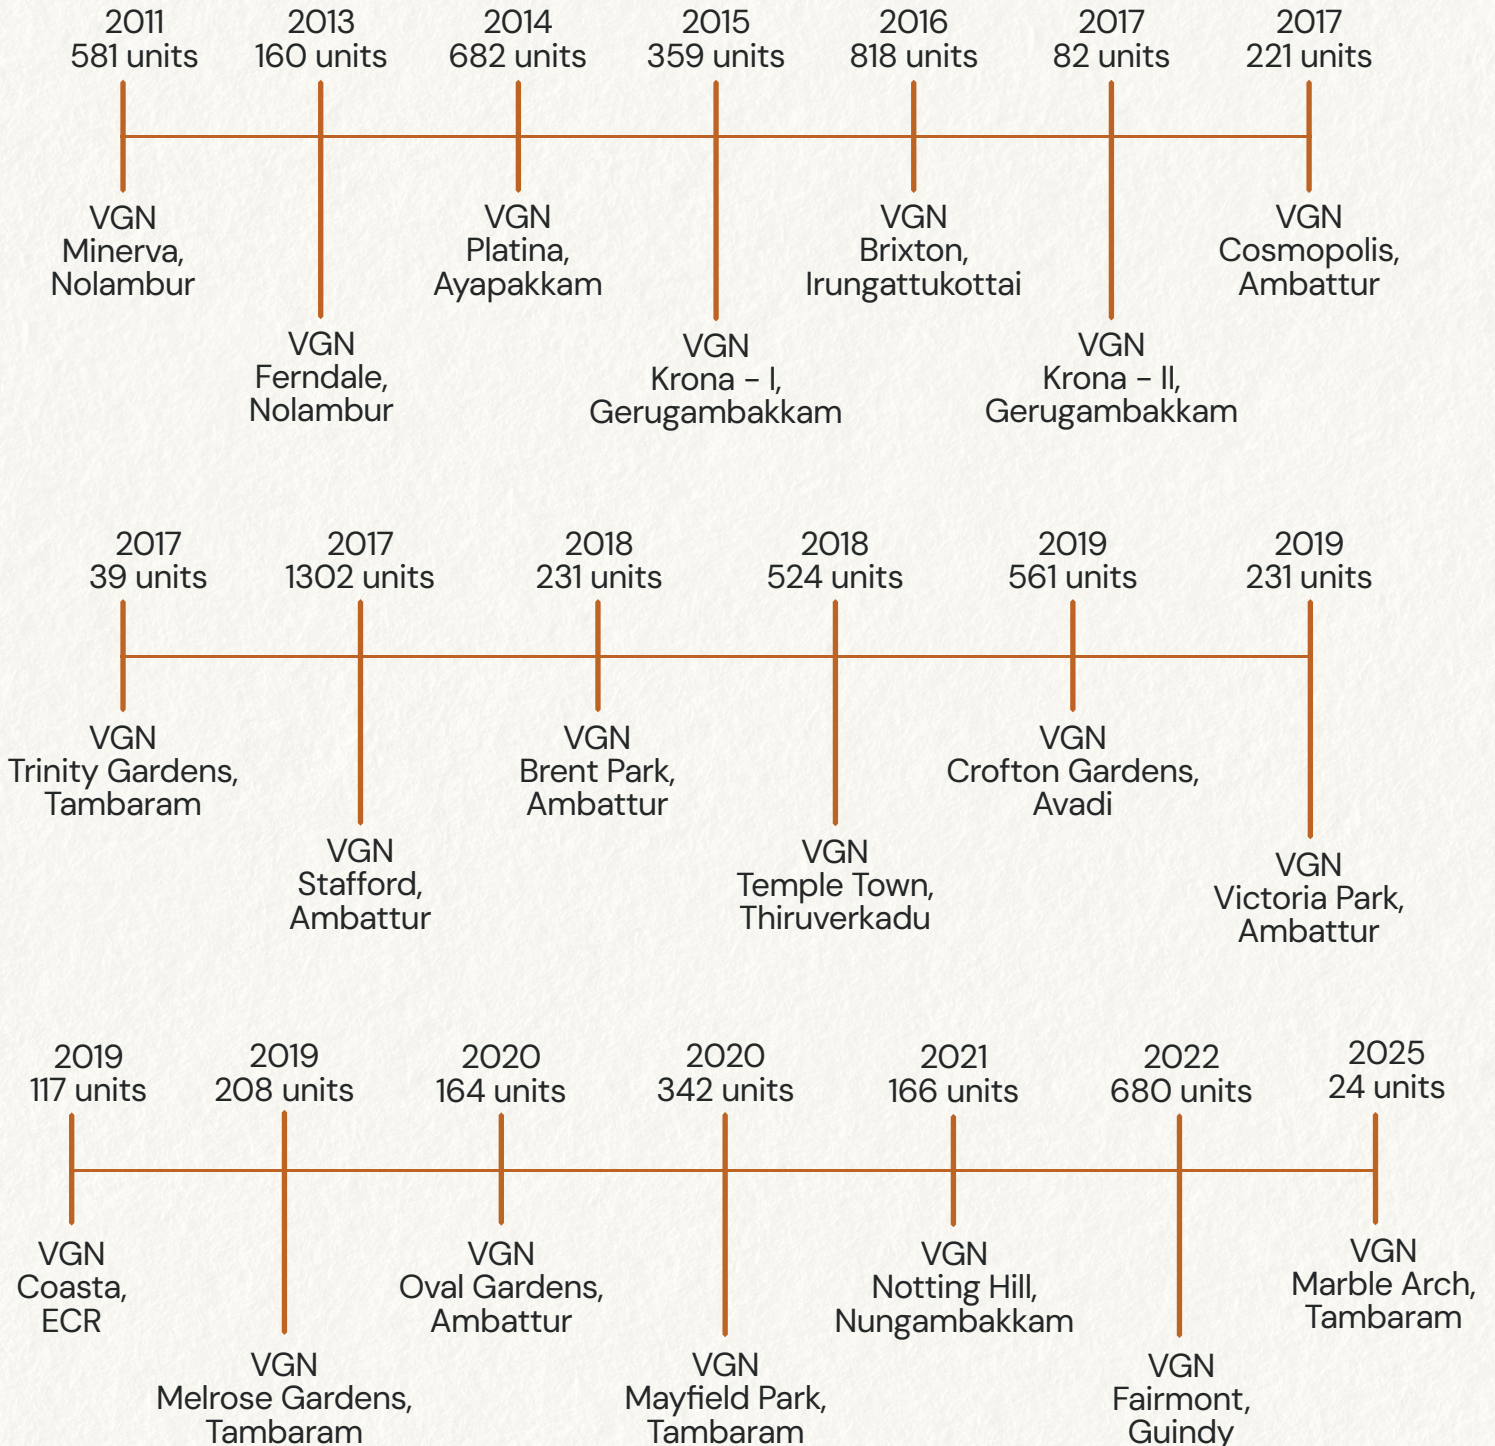 2011
581 units
2013
160 units
2014
682 units
2015
359 units
2016
818 units
2017
82 units
2017
221 units
VGN
Minerva,
Nolambur
VGN
Ferndale,
Nolambur
VGN
Platina,
Ayapakkam
VGN
Krona - I,
Gerugambakkam
VGN
Brixton,
Irungattukottai
VGN
Krona - II,
Gerugambakkam
VGN
Cosmopolis,
Ambattur
2017
39 units
2017
1302 units
2018
231 units
2018
524 units
2019
561 units
2019
231 units
VGN
Trinity Gardens,
Tambaram
VGN
Stafford,
Ambattur
VGN
Brent Park,
Ambattur
VGN
Temple Town,
Thiruverkadu
VGN
Crofton Gardens,
Avadi
VGN
Victoria Park,
Ambattur
2019
117 units
2019
208 units
2020
164 units
2020
342 units
2021
166 units
2022
680 units
2025
24 units
VGN
Coasta,
ECR
VGN
Melrose Gardens,
Tambaram
VGN
Oval Gardens,
Ambattur
VGN
Mayfield Park,
Tambaram
VGN
Notting Hill,
Nungambakkam
VGN
Fairmont,
Guindy
VGN
Marble Arch,
Tambaram